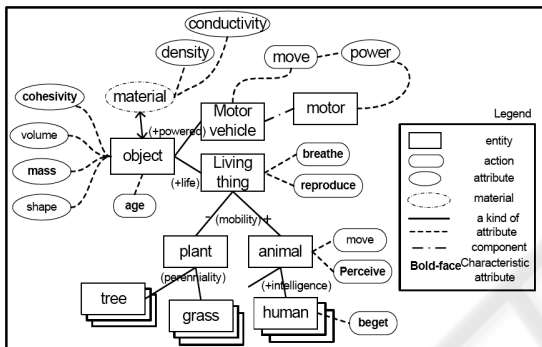 conductivity
density
move
power
cohesivity
material
Motor
vehicle
motor
Legend
volume
(+powered)
object
entity
mass
(+life)
Living
thing
breathe
action
reproduce
attribute
shape
age
material
- (mobility) +
a kind of
attribute
plant
animal
move
component
(perenniality)
Perceive
Bold-face Characteristic
attribute
tree
(+intelligence)
grass
human
beget